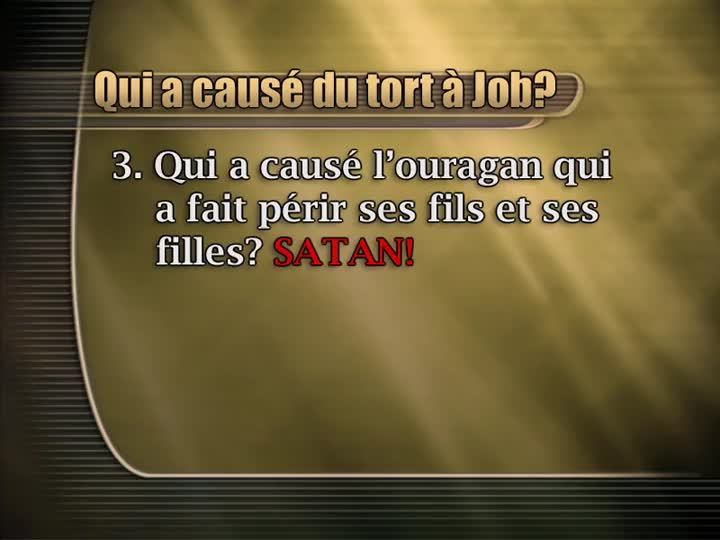 Qui a causé du tort à Job?
3. Qui a causé l’ouragan qui
a fait périr ses fils et ses
filles? SATAN!